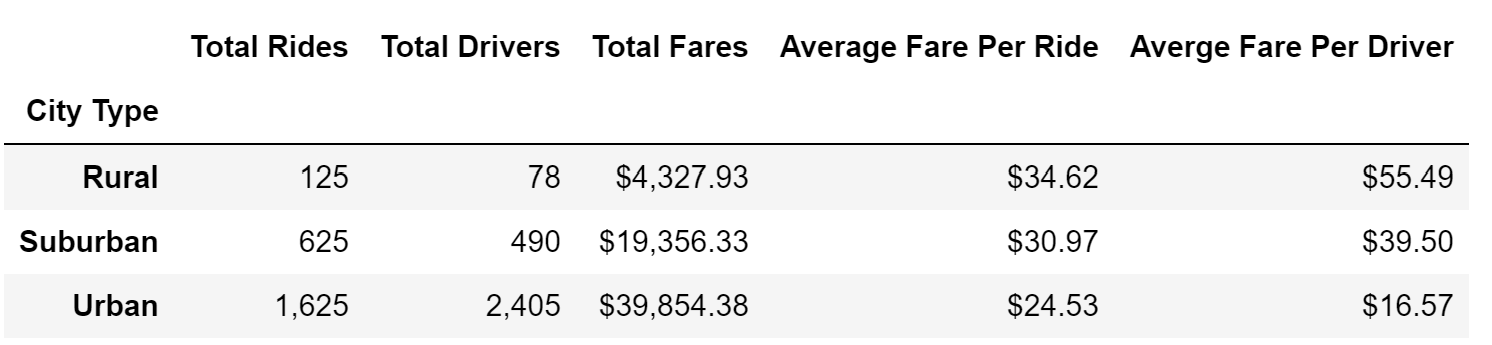 Total Rides Total Drivers Total Fares Average Fare Per Ride Averge Fare Per Driver
City Type
Rural 125 78 $4,327.93 $34.62 $55.49
Suburban 625 490 $19,356.33 $30.97 $39.50
Urban 1,625 2,405 $39,854.38 $24.53 $16.57